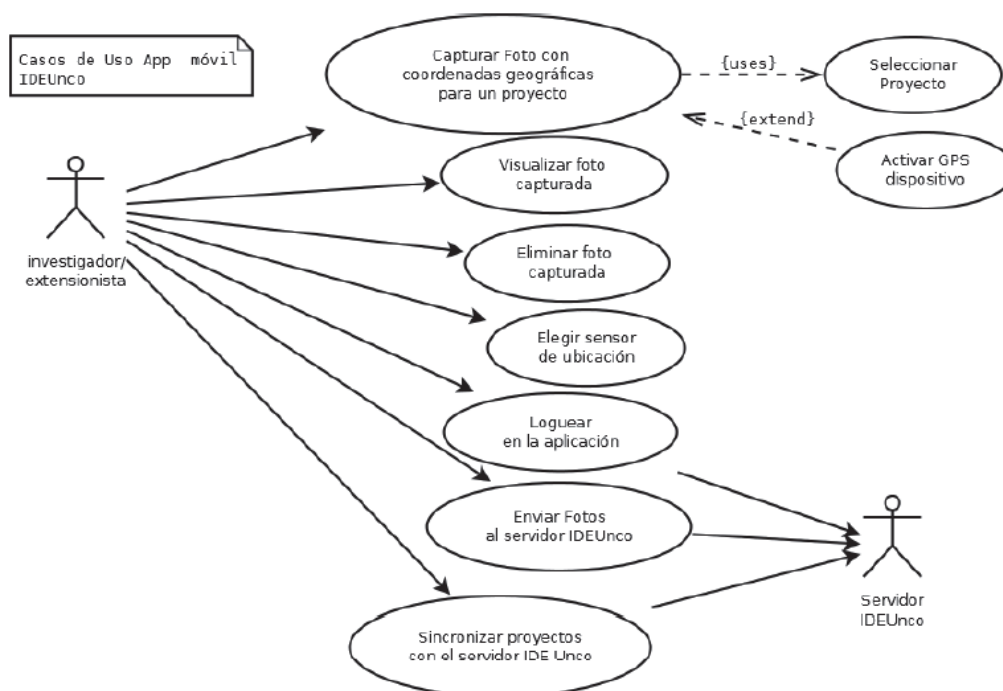 Casos de Uso App móvil
IDEUnco
Capturar Foto con
coordenadas geográficas
para un proyecto
{uses}
Seleccionar
Proyecto
{extend}
Activar GPS
dispositivo
Visualizar foto
capturada
investigador/
extensionista
Eliminar foto
capturada
Elegir sensor
de ubicación
Loguear
en la aplicación
Enviar Fotos
al servidor IDEUnco
Servidor
IDEUnco
Sincronizar proyectos
con el servidor IDE Unco